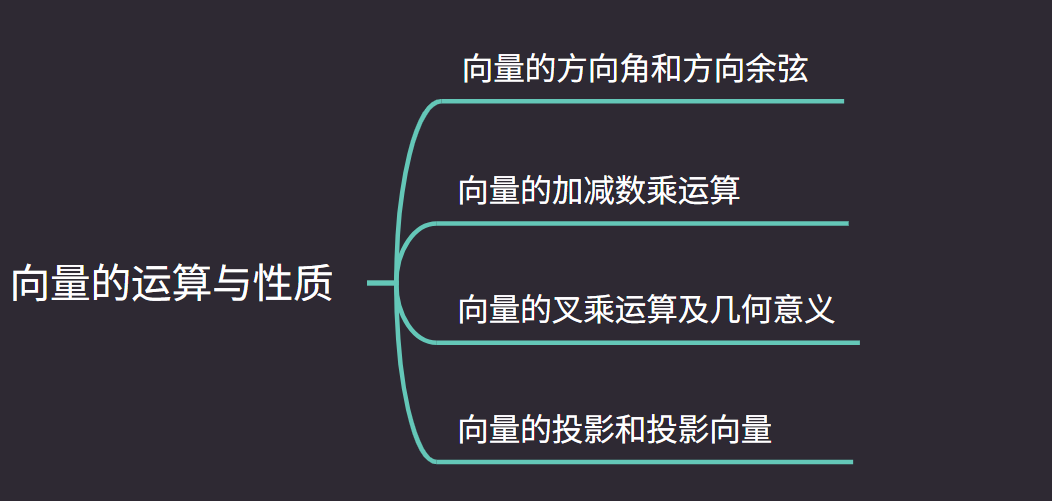 向量的方向角和方向余弦
向量的加减数乘运算
向量的运算与性质
向量的叉乘运算及几何意义
向量的投影和投影向量